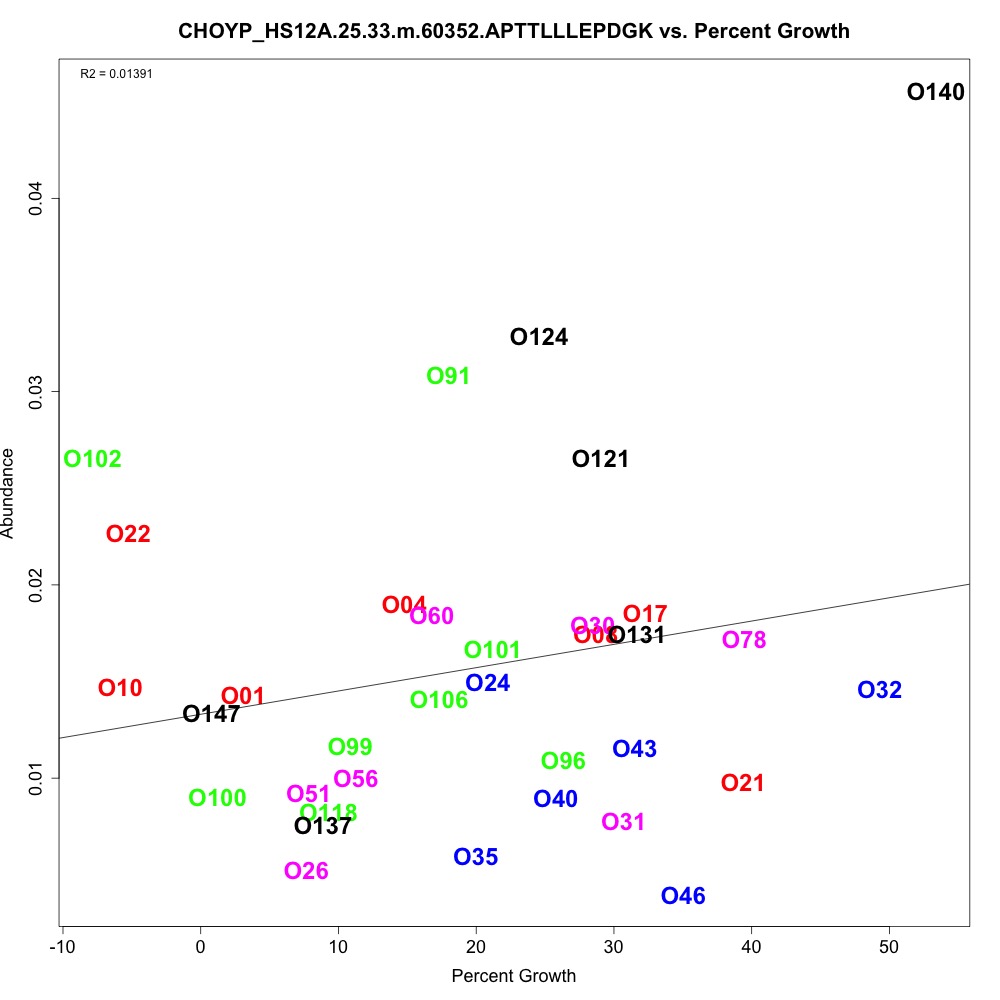 CHOYP_HS12A.25.33.m.60352.APTTLLLEPDGK vs. Percent Growth
R2 = 0.01391
O140
0.04
O124
O91
0.03
O102
O121
O22
Abundance
0.02
O04
O60
O17
O30
O08
O131
O78
O101
O24
O10
O32
O01
O106
O147
O99
O43
O96
O56
0.01
O21
O51
O100
O40
O118
O31
O137
O35
O26
O46
-10 0 10 20 30 40 50
Percent Growth